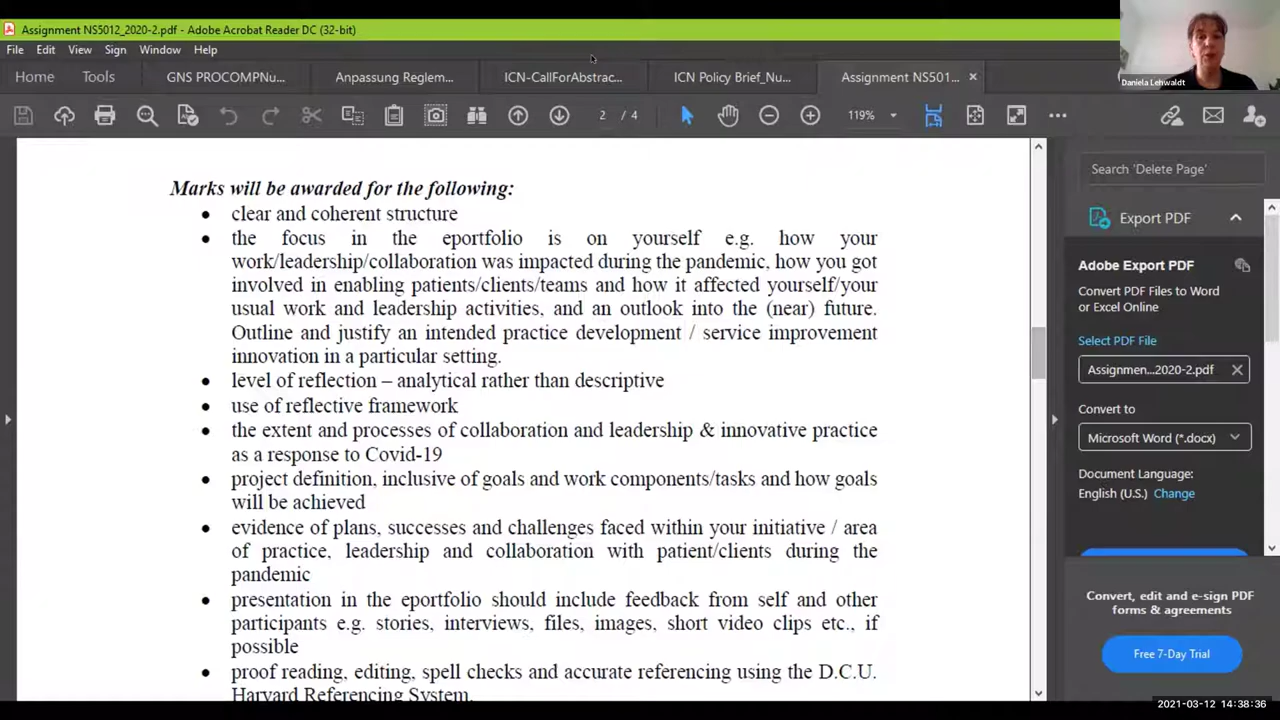 Assignment NS5012_2020-2.pdf - Adobe Acrobat Reader DC (32-bit)
File Edit View Sign Window Help
Home Tools GNS PROCOMPNu... Anpassung Reglem... ICN-CallForAbstrac... ICN Policy Brief_Nu... Assignment NS501... ×
Daniela Lehwaldt
2 / 4 119%
Marks will be awarded for the following:
• clear and coherent structure
• the focus in the eportfolio is on yourself e.g. how your
work/leadership/collaboration was impacted during the pandemic, how you got
involved in enabling patients/clients/teams and how it affected yourself/your
usual work and leadership activities, and an outlook into the (near) future.
Outline and justify an intended practice development / service improvement
innovation in a particular setting.
• level of reflection – analytical rather than descriptive
• use of reflective framework
• the extent and processes of collaboration and leadership & innovative practice
as a response to Covid-19
• project definition, inclusive of goals and work components/tasks and how goals
will be achieved
• evidence of plans, successes and challenges faced within your initiative / area
of practice, leadership and collaboration with patient/clients during the
pandemic
• presentation in the eportfolio should include feedback from self and other
participants e.g. stories, interviews, files, images, short video clips etc., if
possible
• proof reading, editing, spell checks and accurate referencing using the D.C.U.
Harvard Referencing System.
Search 'Delete Page'
Export PDF
Adobe Export PDF
Convert PDF Files to Word
or Excel Online
Select PDF File
Assignmen...2020-2.pdf
Convert to
Microsoft Word (*.docx)
Document Language:
English (U.S.) Change
Convert, edit and e-sign PDF
forms & agreements
Free 7-Day Trial
2021-03-12 14:38:36